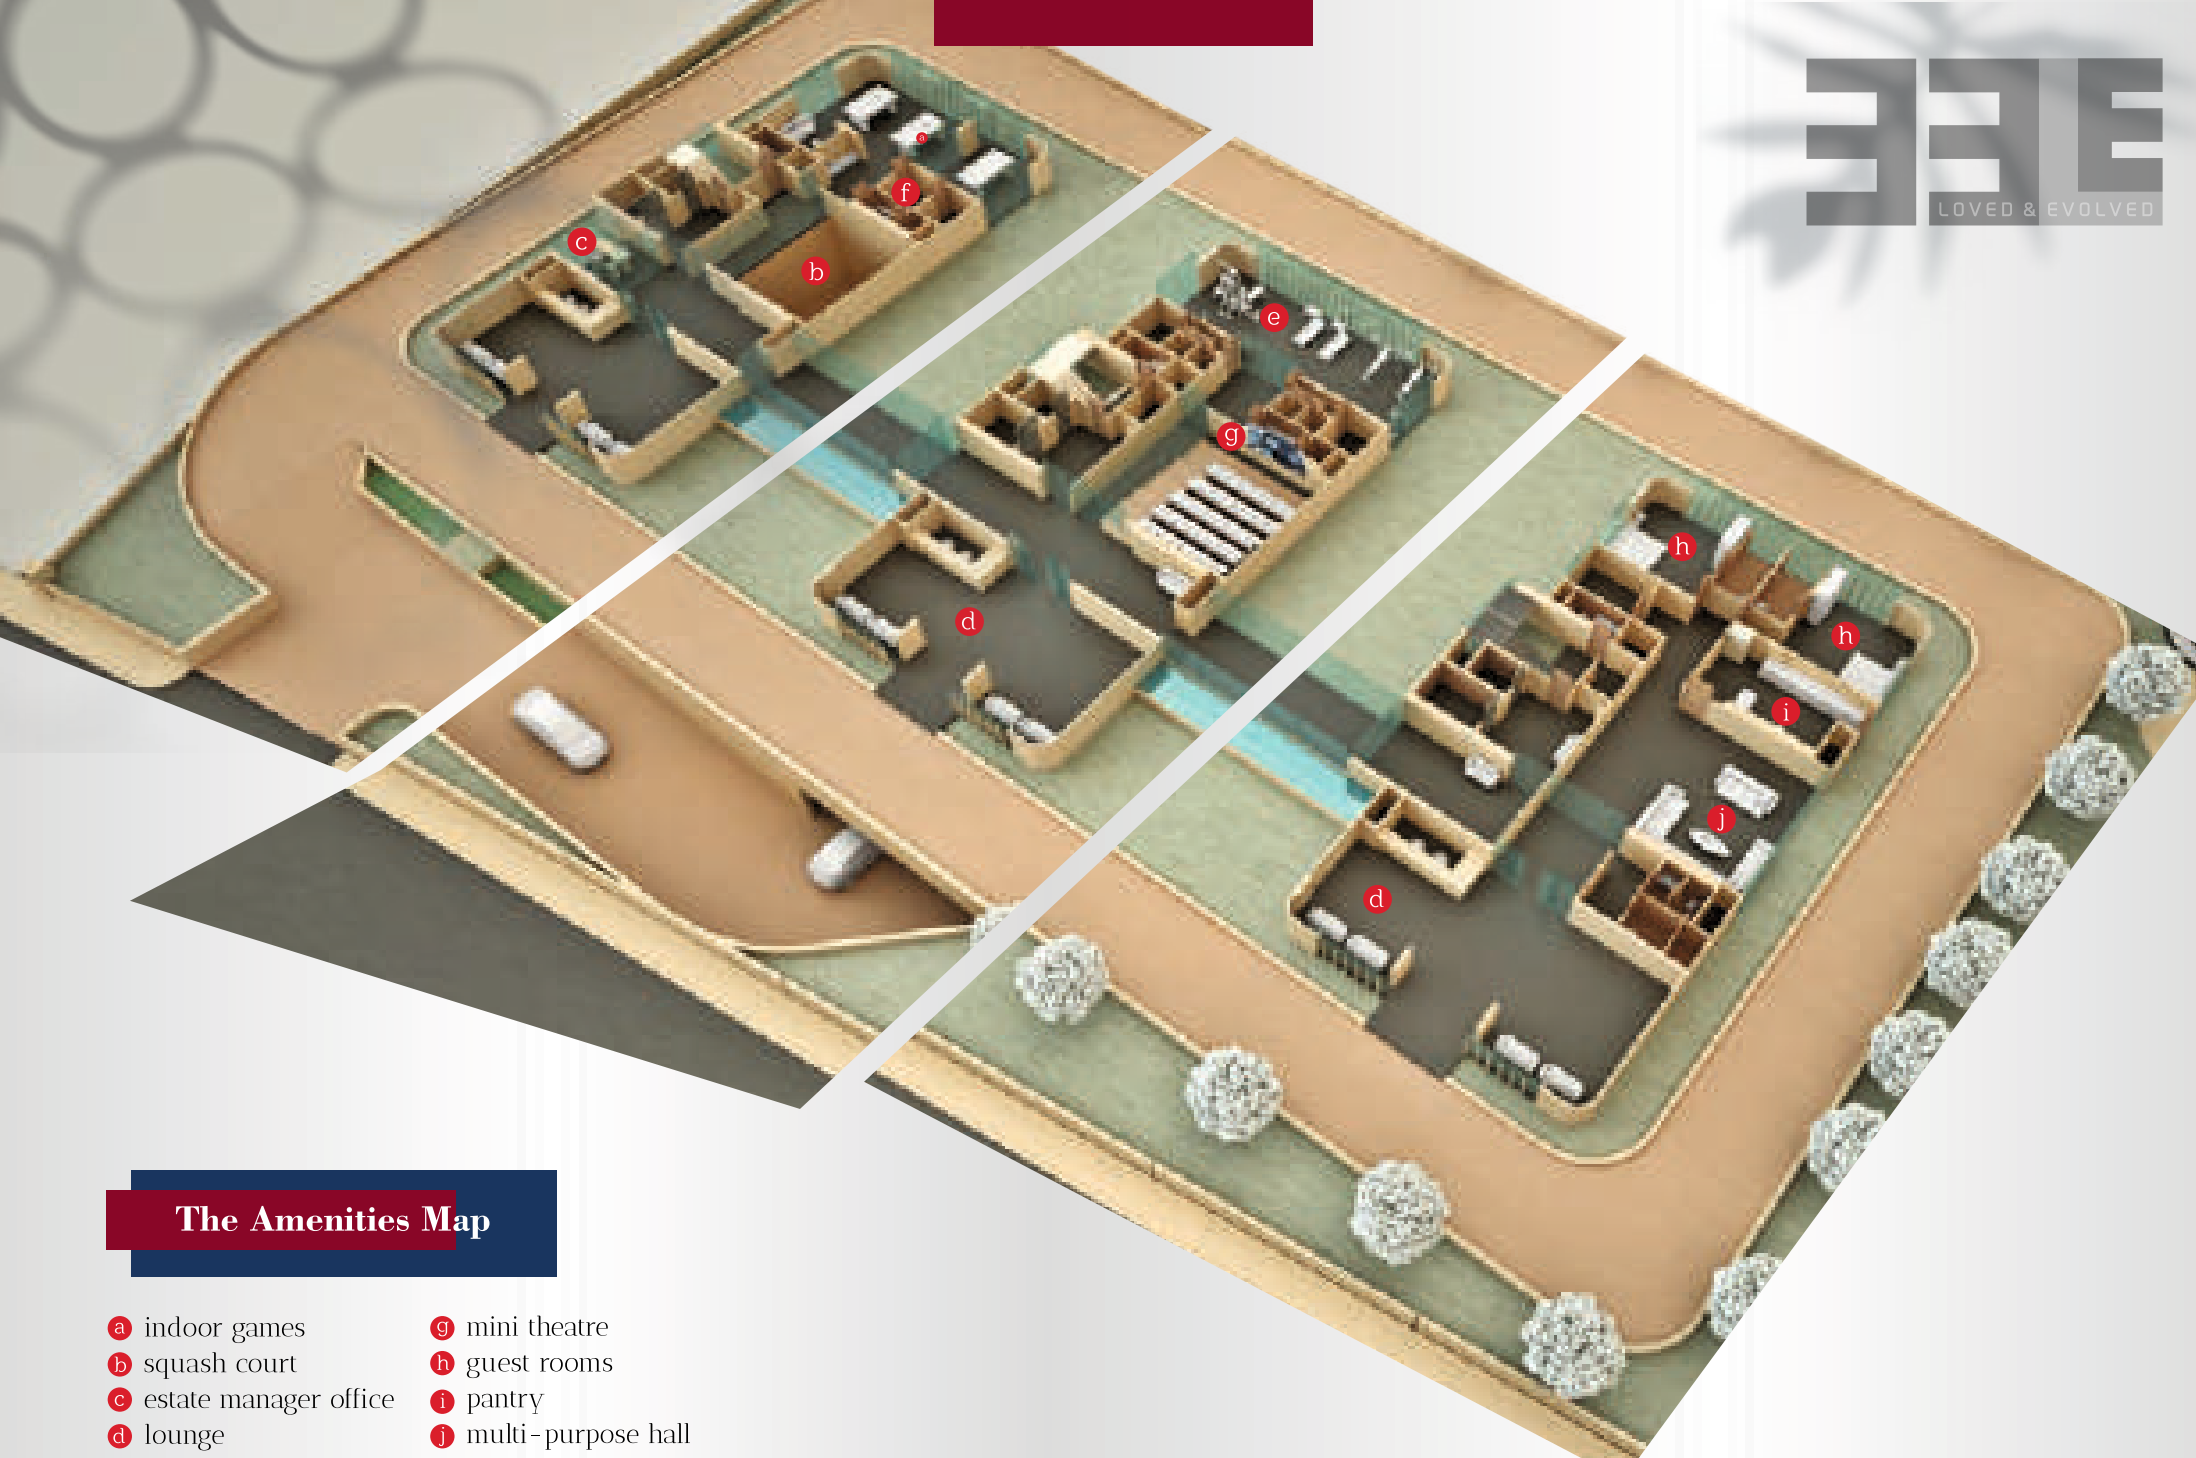 LOVED & EVOLVED
a
f
c
b
e
g
h
d
h
i
j
d
The Amenities Map
a indoor games
b squash court
c estate manager office
d lounge
g mini theatre
h guest rooms
i pantry
j multi-purpose hall